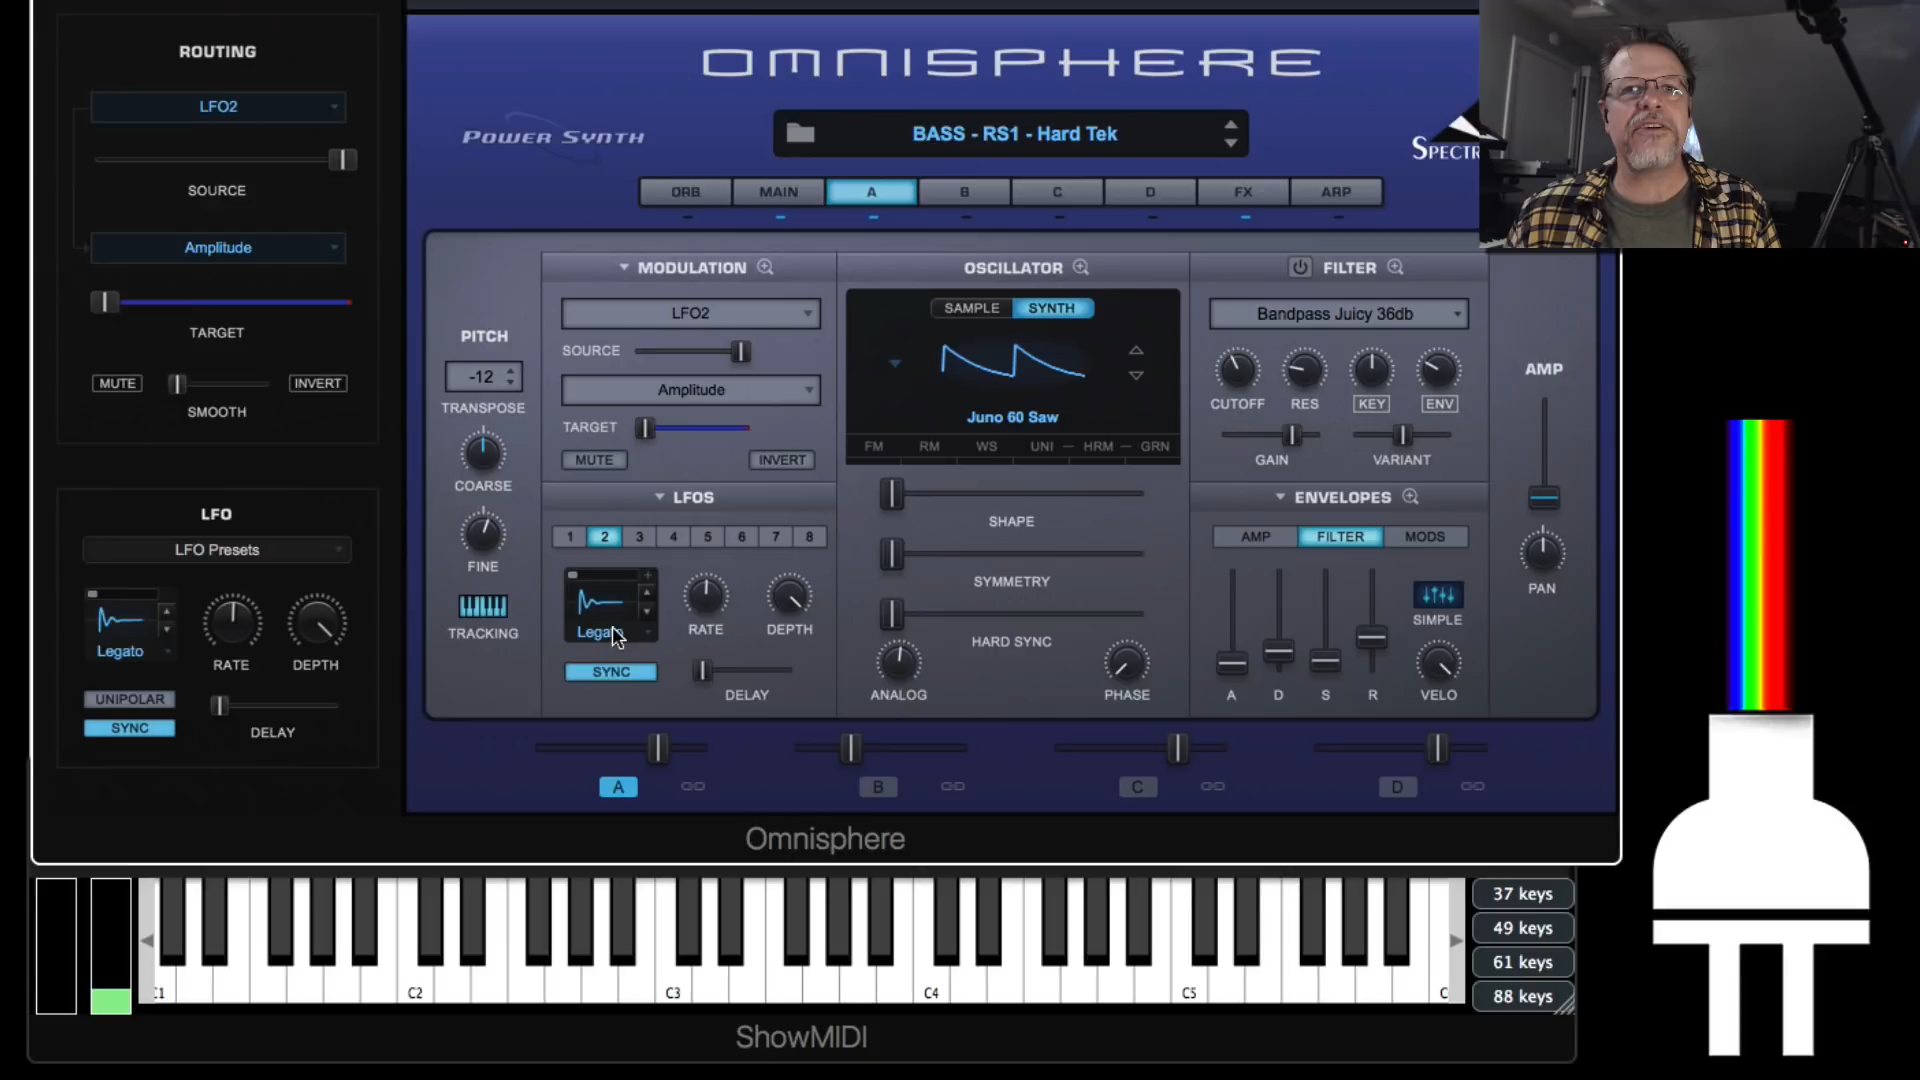 ROUTING
LFO2
SOURCE
Amplitude
TARGET
MUTE
INVERT
SMOOTH
LFO
LFO Presets
Legato
RATE
DEPTH
UNIPOLAR
SYNC
DELAY
OMNISPHERE
POWER SYNTH
BASS - RS1 - Hard Tek
SPECTR
ORB MAIN A B C D FX ARP
PITCH
-12
TRANSPOSE
COARSE
FINE
TRACKING
MODULATION
LFO2
SOURCE
Amplitude
TARGET
MUTE
INVERT
LFOS
1 2 3 4 5 6 7 8
Legato
RATE
DEPTH
SYNC
DELAY
OSCILLATOR
SAMPLE SYNTH
Juno 60 Saw
FM RM WS UNI — HRM — GRN
SHAPE
SYMMETRY
HARD SYNC
ANALOG
PHASE
FILTER
Bandpass Juicy 36db
CUTOFF RES KEY ENV
GAIN VARIANT
ENVELOPES
AMP FILTER MODS
SIMPLE
A D S R VELO
AMP
PAN
A B C D
Omnisphere
C1 C2 C3 C4 C5 C
37 keys
49 keys
61 keys
88 keys
ShowMIDI